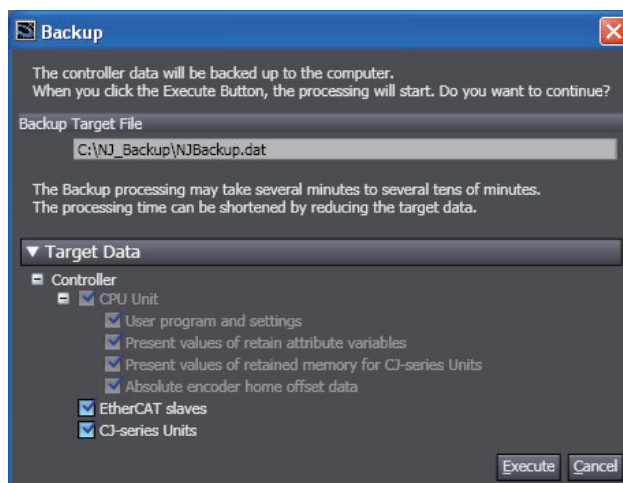 Backup
The controller data will be backed up to the computer.
When you click the Execute Button, the processing will start. Do you want to continue?
Backup Target File
C:\NJ_Backup\NJBackup.dat
The Backup processing may take several minutes to several tens of minutes.
The processing time can be shortened by reducing the target data.
Target Data
Controller
CPU Unit
User program and settings
Present values of retain attribute variables
Present values of retained memory for CJ-series Units
Absolute encoder home offset data
EtherCAT slaves
CJ-series Units
Execute Cancel